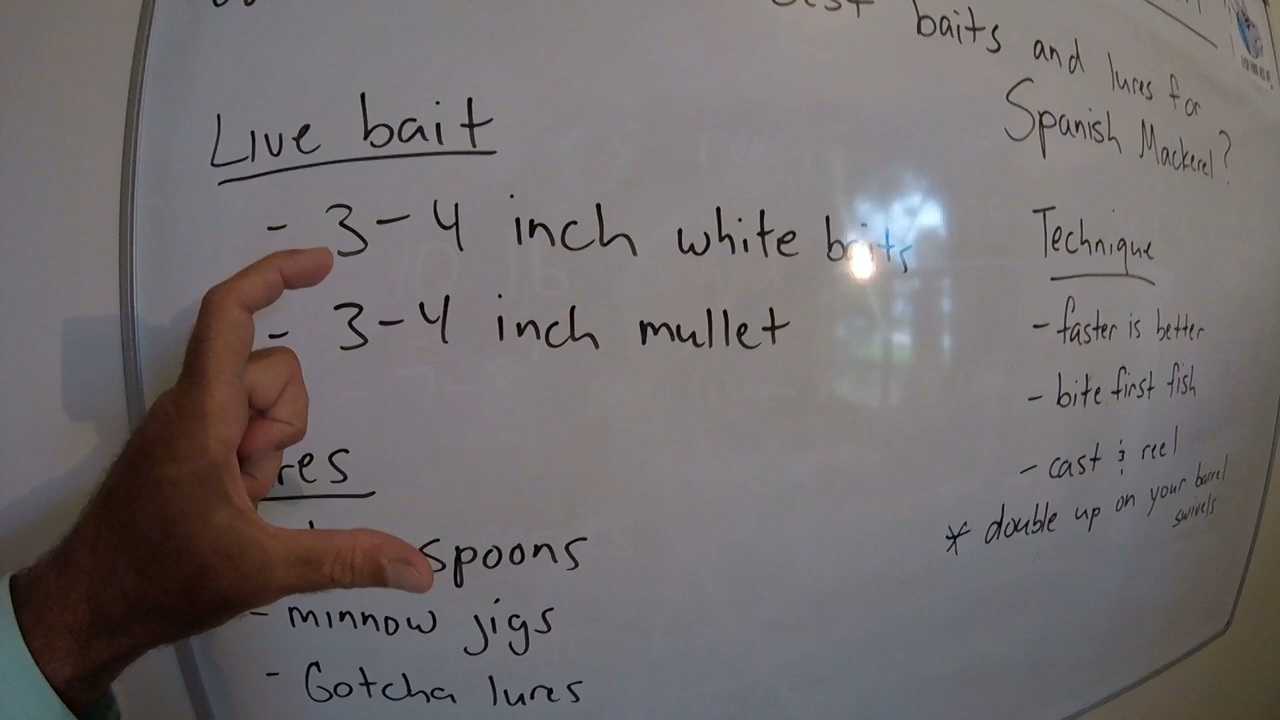 baits and
lures for
Spanish Mackerel?
Live bait
- 3-4 inch white baits
- 3-4 inch mullet
spoons
- minnow jigs
- Gotcha lures
Technique
- faster is better
- bite first fish
- cast & reel
* double up on your barrel
swivels